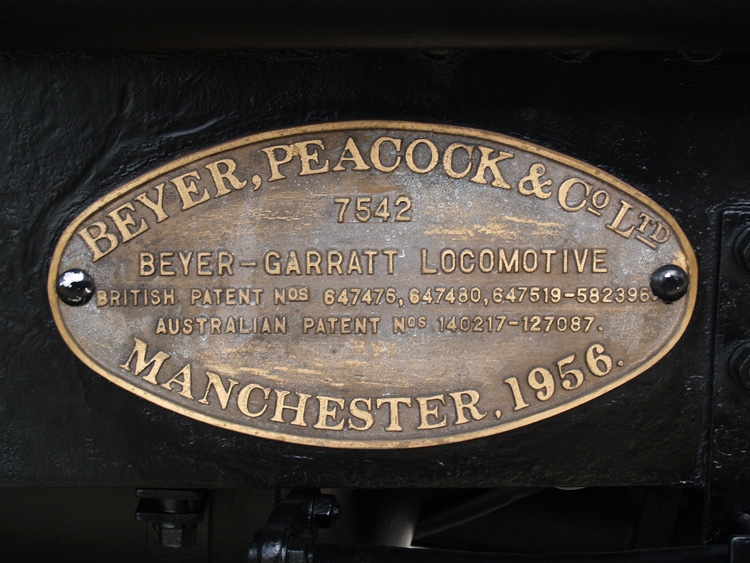 BEYER, PEACOCK & Cº LTD
7542
BEYER-GARRATT LOCOMOTIVE
BRITISH PATENT Nos 647476, 647480, 647519-582396.
AUSTRALIAN PATENT Nos 140217-127087.
MANCHESTER, 1956.